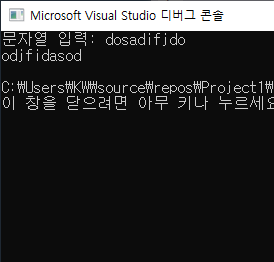 Microsoft Visual Studio 디버그 콘솔
문자열 입력: dosadifjdo
odjfidasod
C:\Users\KW\source\repos\Project1\
이 창을 닫으려면 아무 키나 누르세요